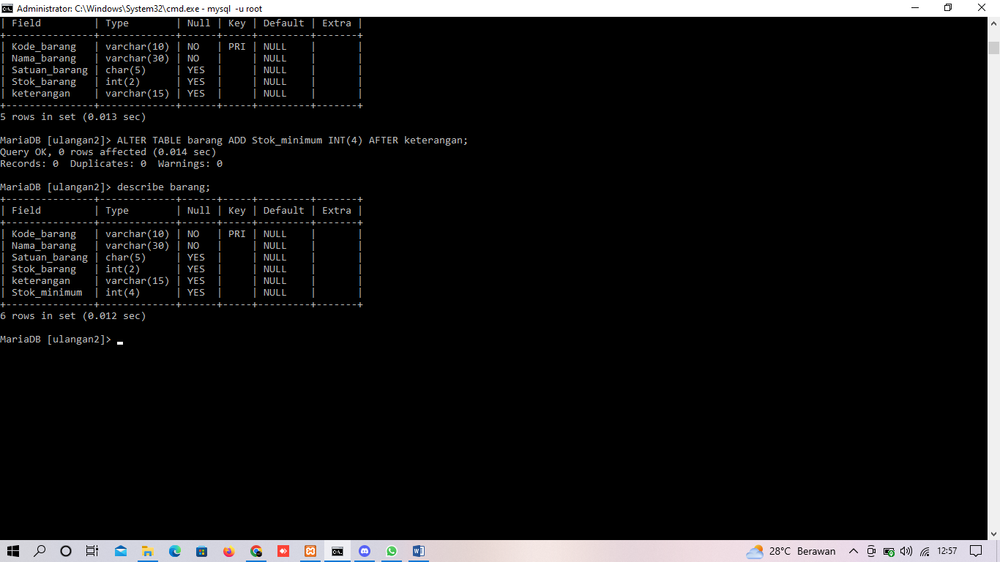 Administrator: C:\Windows\System32\cmd.exe - mysql  -u root
| Field         | Type        | Null | Key | Default | Extra |
+---------------+-------------+------+-----+---------+-------+
| Kode_barang   | varchar(10) | NO   | PRI | NULL    |       |
| Nama_barang   | varchar(30) | NO   |     | NULL    |       |
| Satuan_barang | char(5)     | YES  |     | NULL    |       |
| Stok_barang   | int(2)      | YES  |     | NULL    |       |
| keterangan    | varchar(15) | YES  |     | NULL    |       |
+---------------+-------------+------+-----+---------+-------+
5 rows in set (0.013 sec)
MariaDB [ulangan2]> ALTER TABLE barang ADD Stok_minimum INT(4) AFTER keterangan;
Query OK, 0 rows affected (0.014 sec)
Records: 0  Duplicates: 0  Warnings: 0
MariaDB [ulangan2]> describe barang;
+---------------+-------------+------+-----+---------+-------+
| Field         | Type        | Null | Key | Default | Extra |
+---------------+-------------+------+-----+---------+-------+
| Kode_barang   | varchar(10) | NO   | PRI | NULL    |       |
| Nama_barang   | varchar(30) | NO   |     | NULL    |       |
| Satuan_barang | char(5)     | YES  |     | NULL    |       |
| Stok_barang   | int(2)      | YES  |     | NULL    |       |
| keterangan    | varchar(15) | YES  |     | NULL    |       |
| Stok_minimum  | int(4)      | YES  |     | NULL    |       |
+---------------+-------------+------+-----+---------+-------+
6 rows in set (0.012 sec)
MariaDB [ulangan2]>
28°C  Berawan
12:57